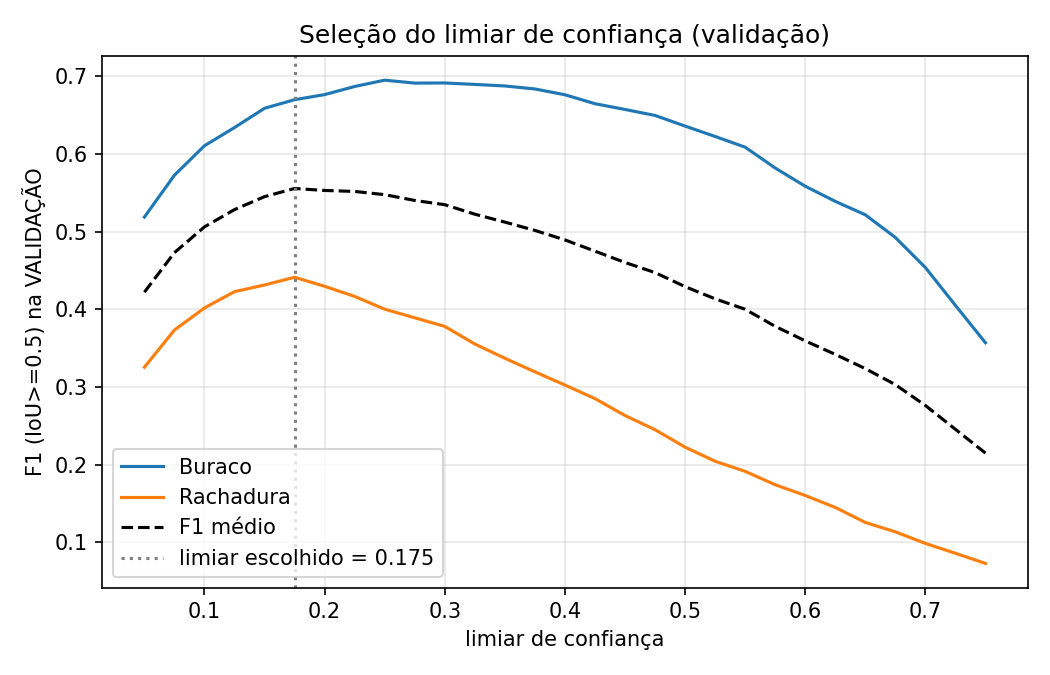 Seleção do limiar de confiança (validação)
F1 (IoU>=0.5) na VALIDAÇÃO
0.7
0.6
0.5
0.4
0.3
0.2
0.1
Buraco
Rachadura
F1 médio
limiar escolhido = 0.175
0.1 0.2 0.3 0.4 0.5 0.6 0.7
limiar de confiança